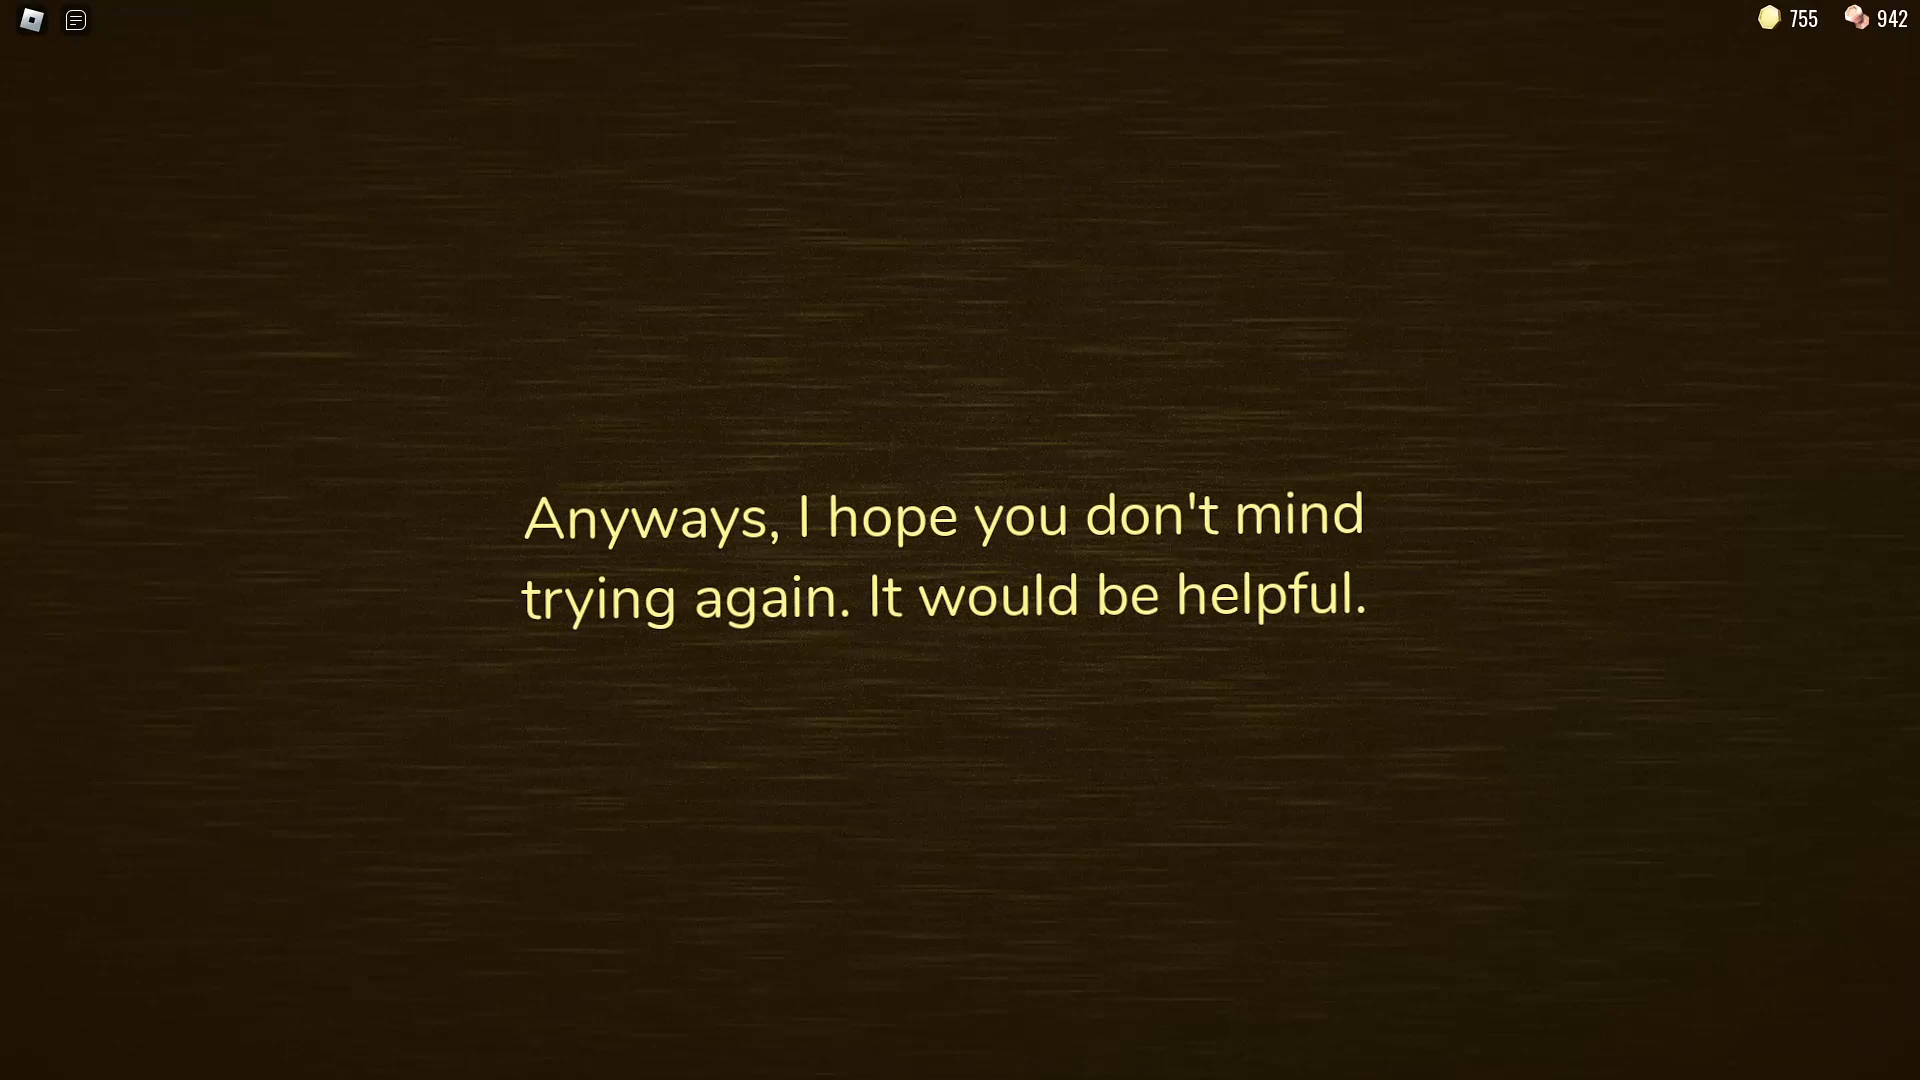 755 942
Anyways, I hope you don't mind
trying again. It would be helpful.